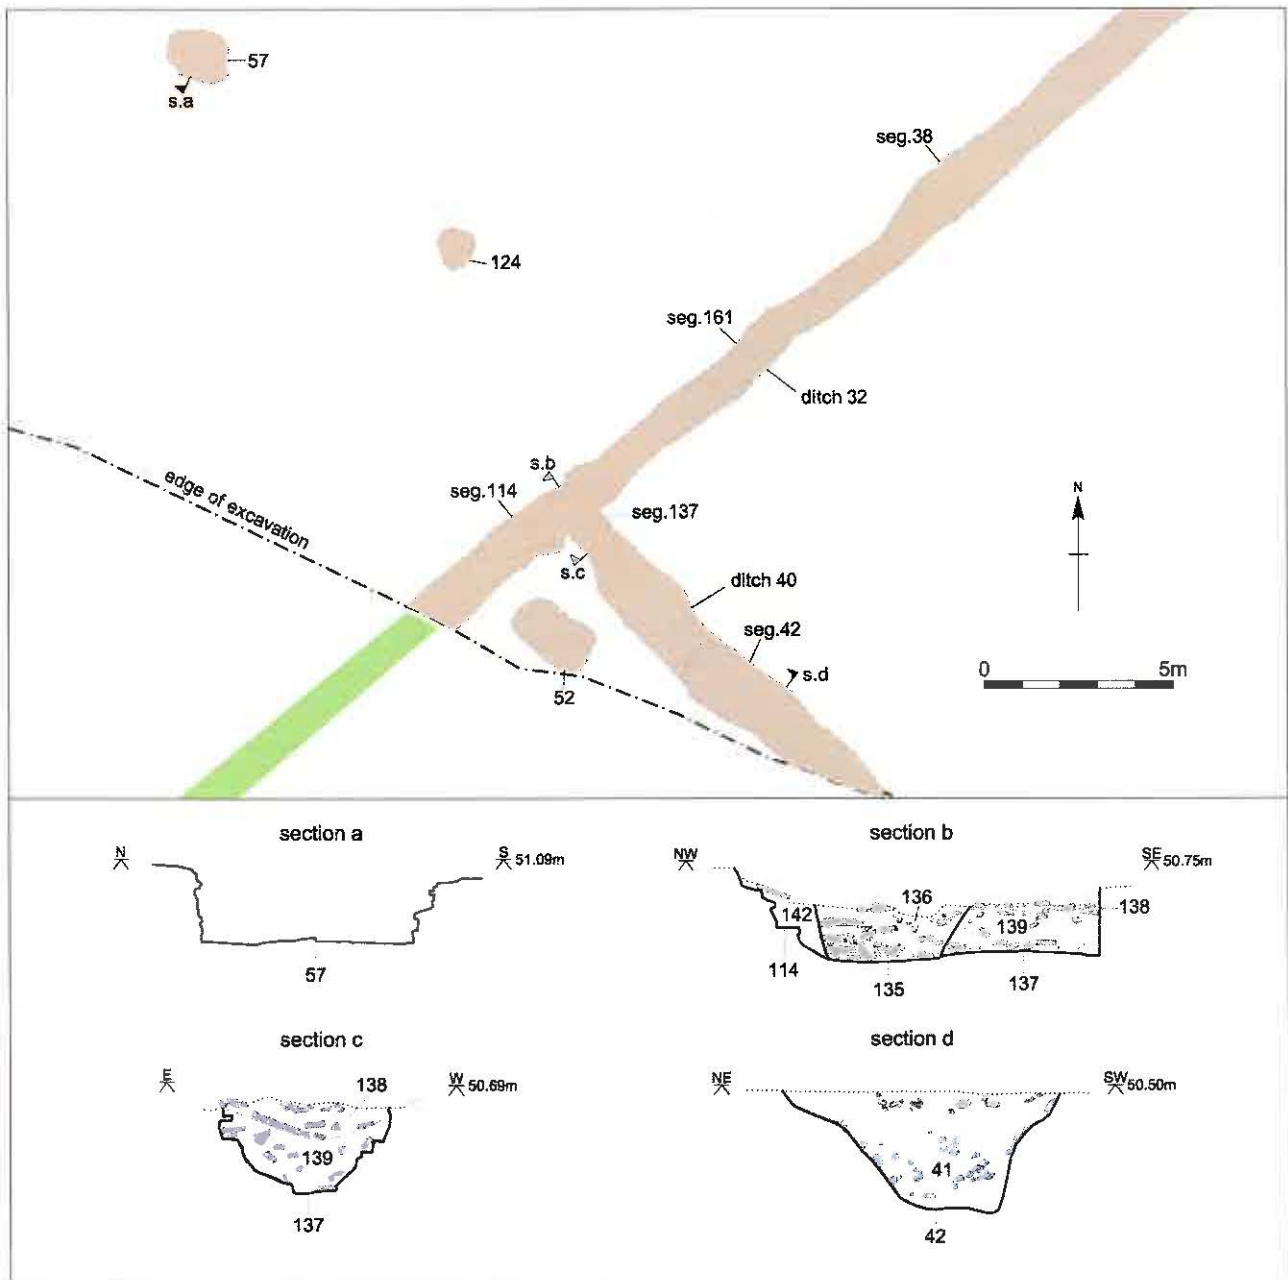 57
s.a
seg.38
124
seg.161
ditch 32
s.b
seg.114
edge of excavation
seg.137
N
s.c
ditch 40
seg.42
s.d
0 5m
52
section a
N
S 51.09m
57
section b
NW
SE 50.75m
136
142
138
139
114
135
137
section c
E
138
W 50.69m
139
137
section d
NE
SW 50.50m
41
42